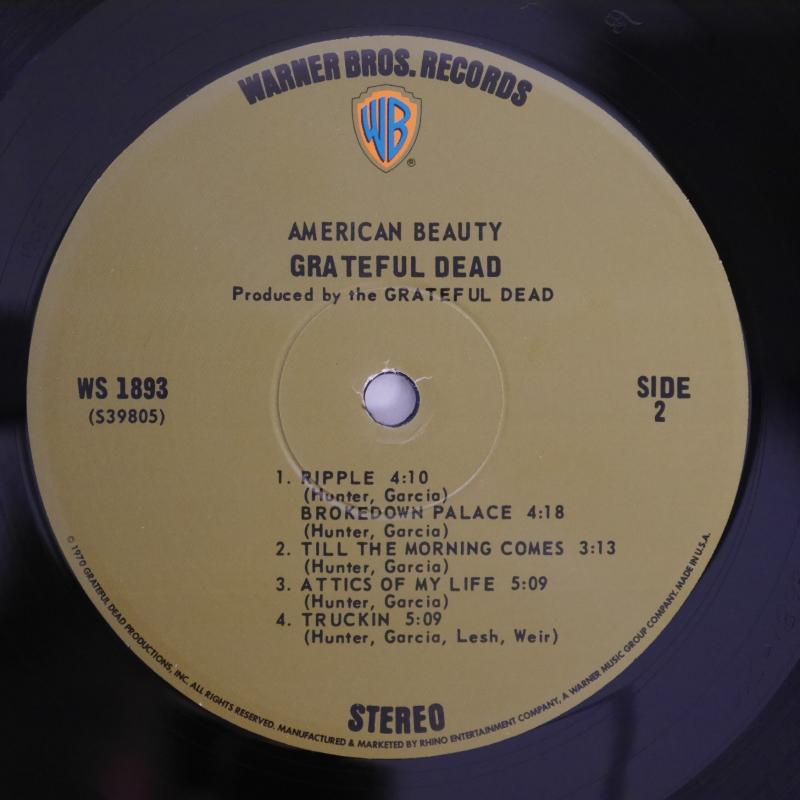 WARNER BROS. RECORDS
WB
®
AMERICAN BEAUTY
GRATEFUL DEAD
Produced by the GRATEFUL DEAD
WS 1893
(S39805)
SIDE
2
1. RIPPLE 4:10
(Hunter, Garcia)
BROKEDOWN PALACE 4:18
(Hunter, Garcia)
2. TILL THE MORNING COMES 3:13
(Hunter, Garcia)
3. ATTICS OF MY LIFE 5:09
(Hunter, Garcia)
4. TRUCKIN 5:09
(Hunter, Garcia, Lesh, Weir)
STEREO
© 1970 GRATEFUL DEAD PRODUCTIONS, INC. ALL RIGHTS RESERVED. MANUFACTURED & MARKETED BY RHINO ENTERTAINMENT COMPANY, A WARNER MUSIC GROUP COMPANY. MADE IN U.S.A.